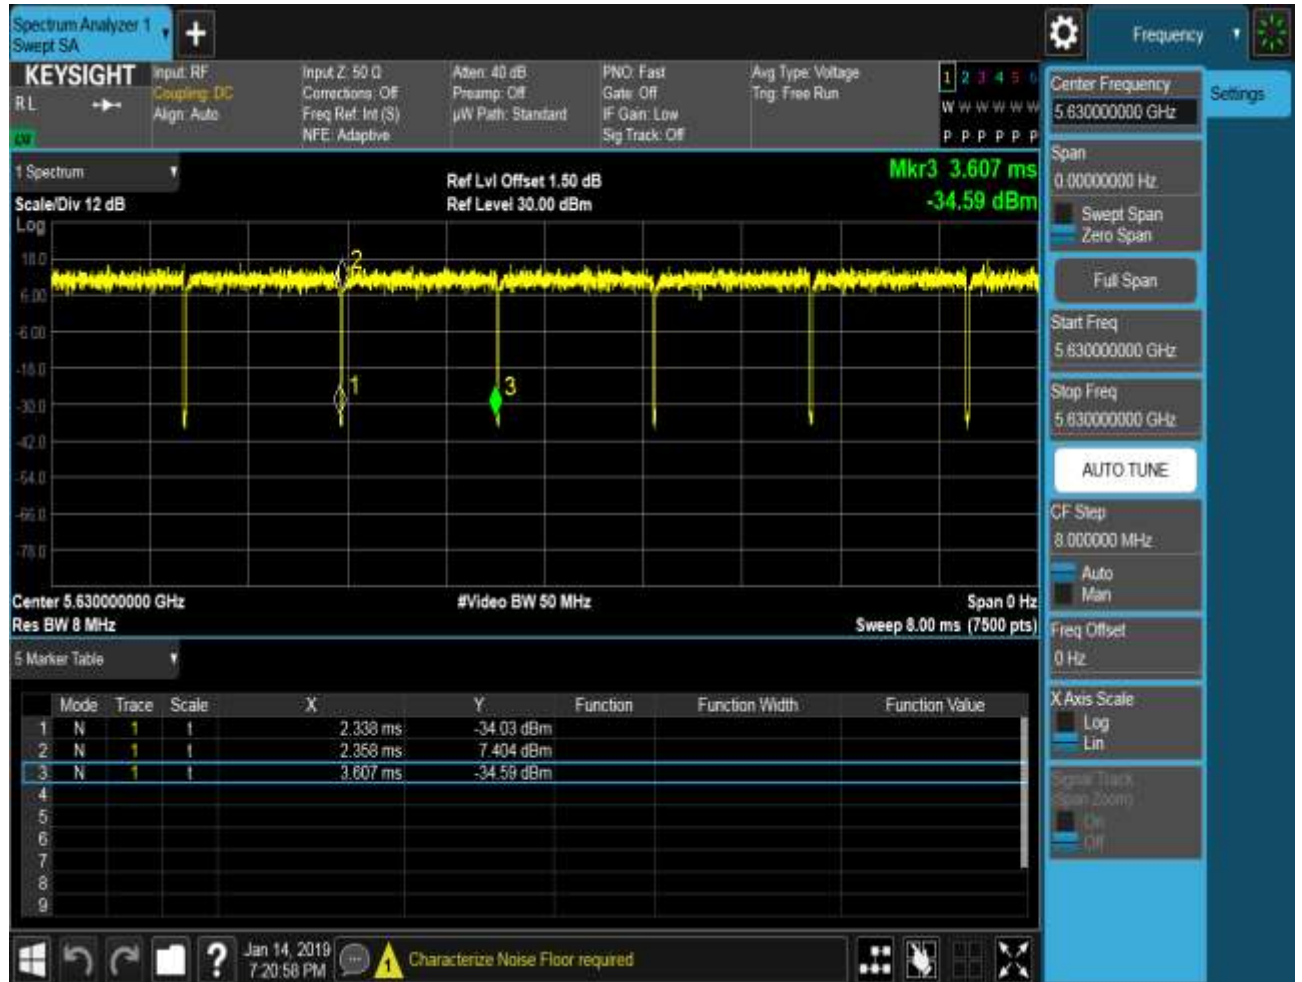 Spectrum Analyzer 1
Swept SA
Frequency
KEYSIGHT
R L
Input: RF
Coupling: DC
Align: Auto
Input Z: 50 Ω
Corrections: Off
Freq Ref: Int (S)
NFE: Adaptive
Atten: 40 dB
Preamp: Off
µW Path: Standard
PNO: Fast
Gate: Off
IF Gain: Low
Sig Track: Off
Avg Type: Voltage
Trig: Free Run
1 2 3 4 5 6
W W W W W W
P P P P P P
Center Frequency
5.630000000 GHz
Settings
Span
0.00000000 Hz
Swept Span
Zero Span
Full Span
Start Freq
5.630000000 GHz
Stop Freq
5.630000000 GHz
AUTO TUNE
CF Step
8.000000 MHz
Auto
Man
Freq Offset
0 Hz
X Axis Scale
Log
Lin
Signal Track
(Span Zoom)
On
Off
1 Spectrum
Scale/Div 12 dB
Log
Ref Lvl Offset 1.50 dB
Ref Level 30.00 dBm
Mkr3 3.607 ms
-34.59 dBm
18.0
6.00
-6.00
-18.0
-30.0
-42.0
-54.0
-66.0
-78.0
2
1
3
Center 5.630000000 GHz
#Video BW 50 MHz
Span 0 Hz
Res BW 8 MHz
Sweep 8.00 ms (7500 pts)
5 Marker Table
Mode Trace Scale X Y Function Function Width Function Value
1 N 1 t 2.338 ms -34.03 dBm
2 N 1 t 2.358 ms 7.404 dBm
3 N 1 t 3.607 ms -34.59 dBm
4
5
6
7
8
9
Jan 14, 2019
7:20:58 PM
1
Characterize Noise Floor required